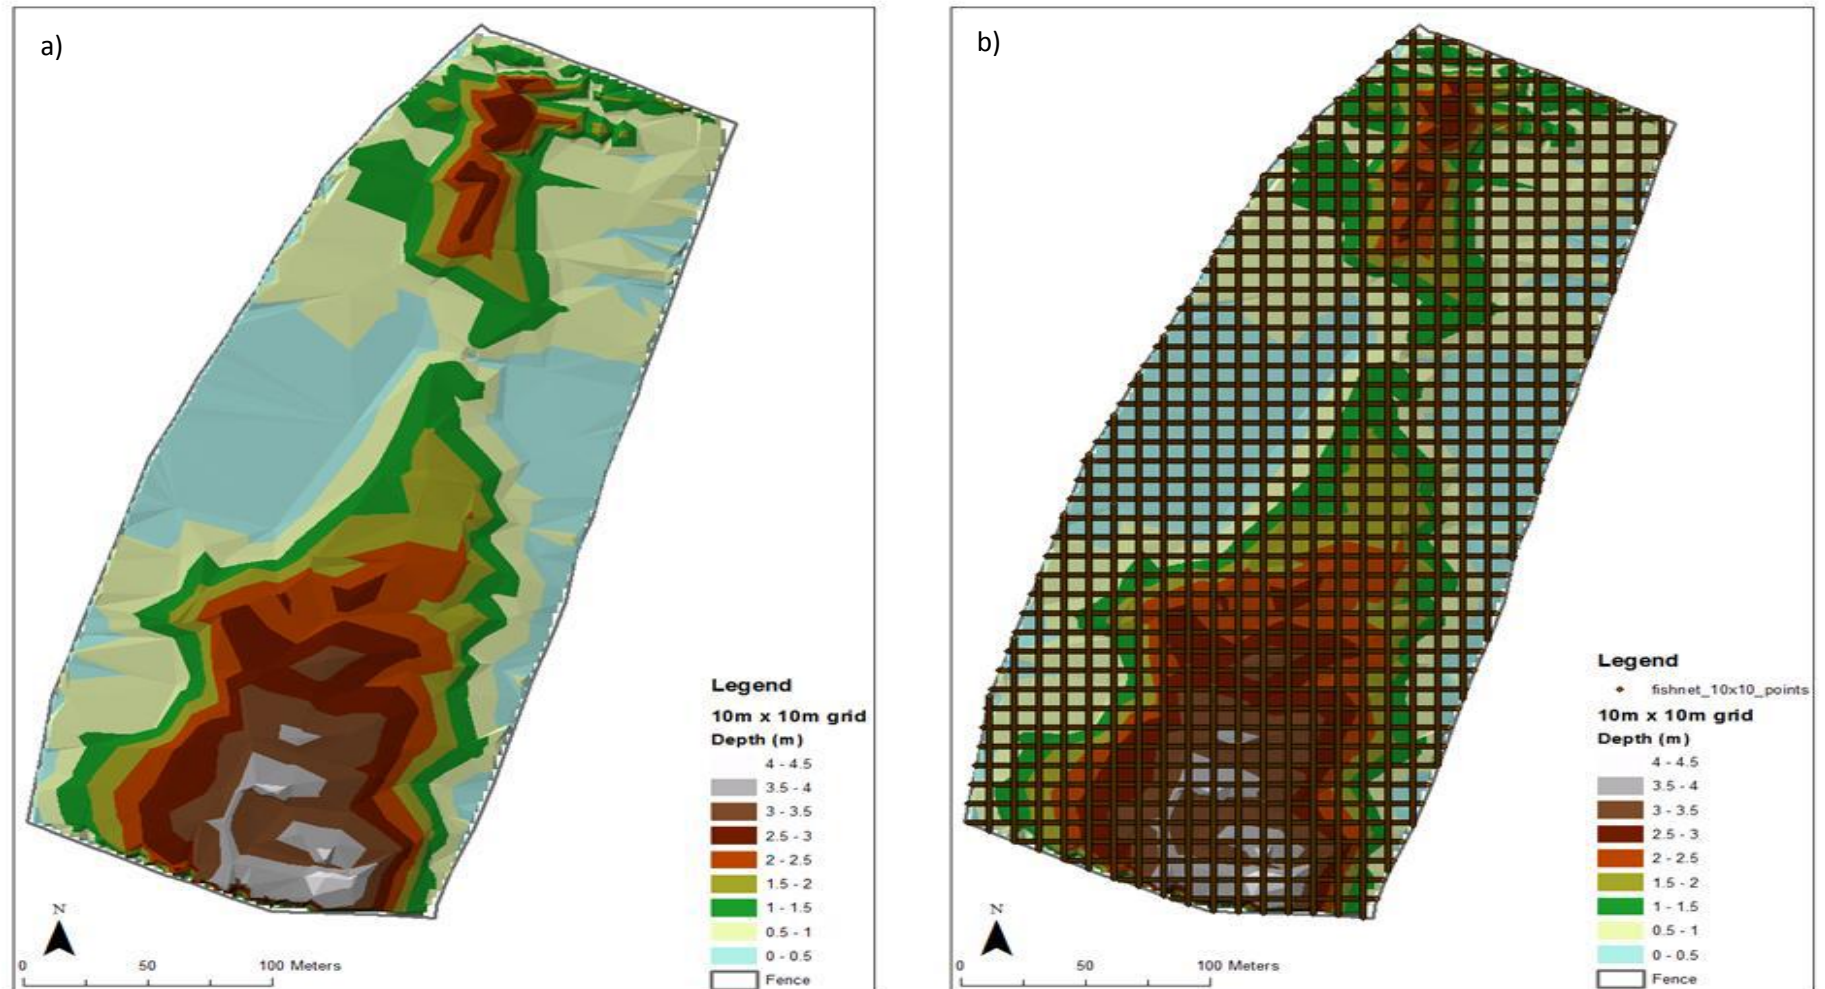 a)
Legend
10m x 10m grid
Depth (m)
4 - 4.5
3.5 - 4
3 - 3.5
2.5 - 3
2 - 2.5
1.5 - 2
1 - 1.5
0.5 - 1
0 - 0.5
Fence
N
0 50 100 Meters
b)
Legend
fishnet_10x10_points
10m x 10m grid
Depth (m)
4 - 4.5
3.5 - 4
3 - 3.5
2.5 - 3
2 - 2.5
1.5 - 2
1 - 1.5
0.5 - 1
0 - 0.5
Fence
N
0 50 100 Meters